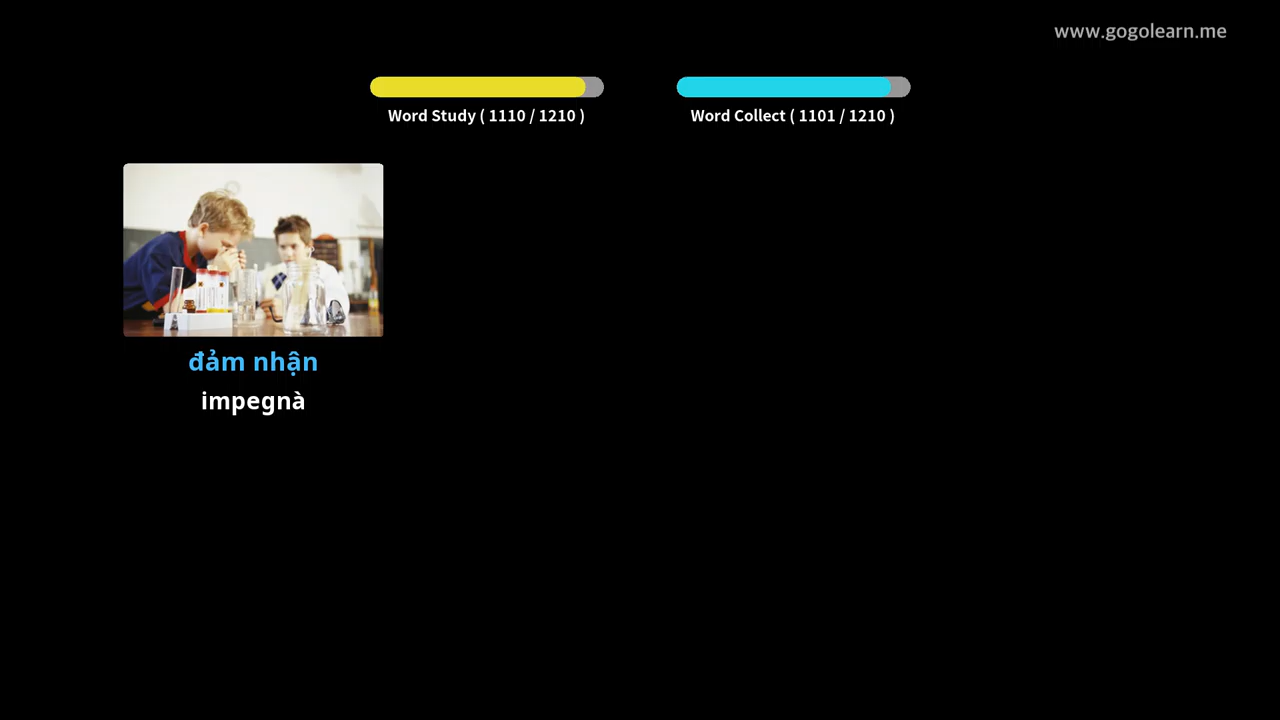 www.gogolearn.me
Word Study ( 1110 / 1210 )
Word Collect ( 1101 / 1210 )
đảm nhận
impegnà